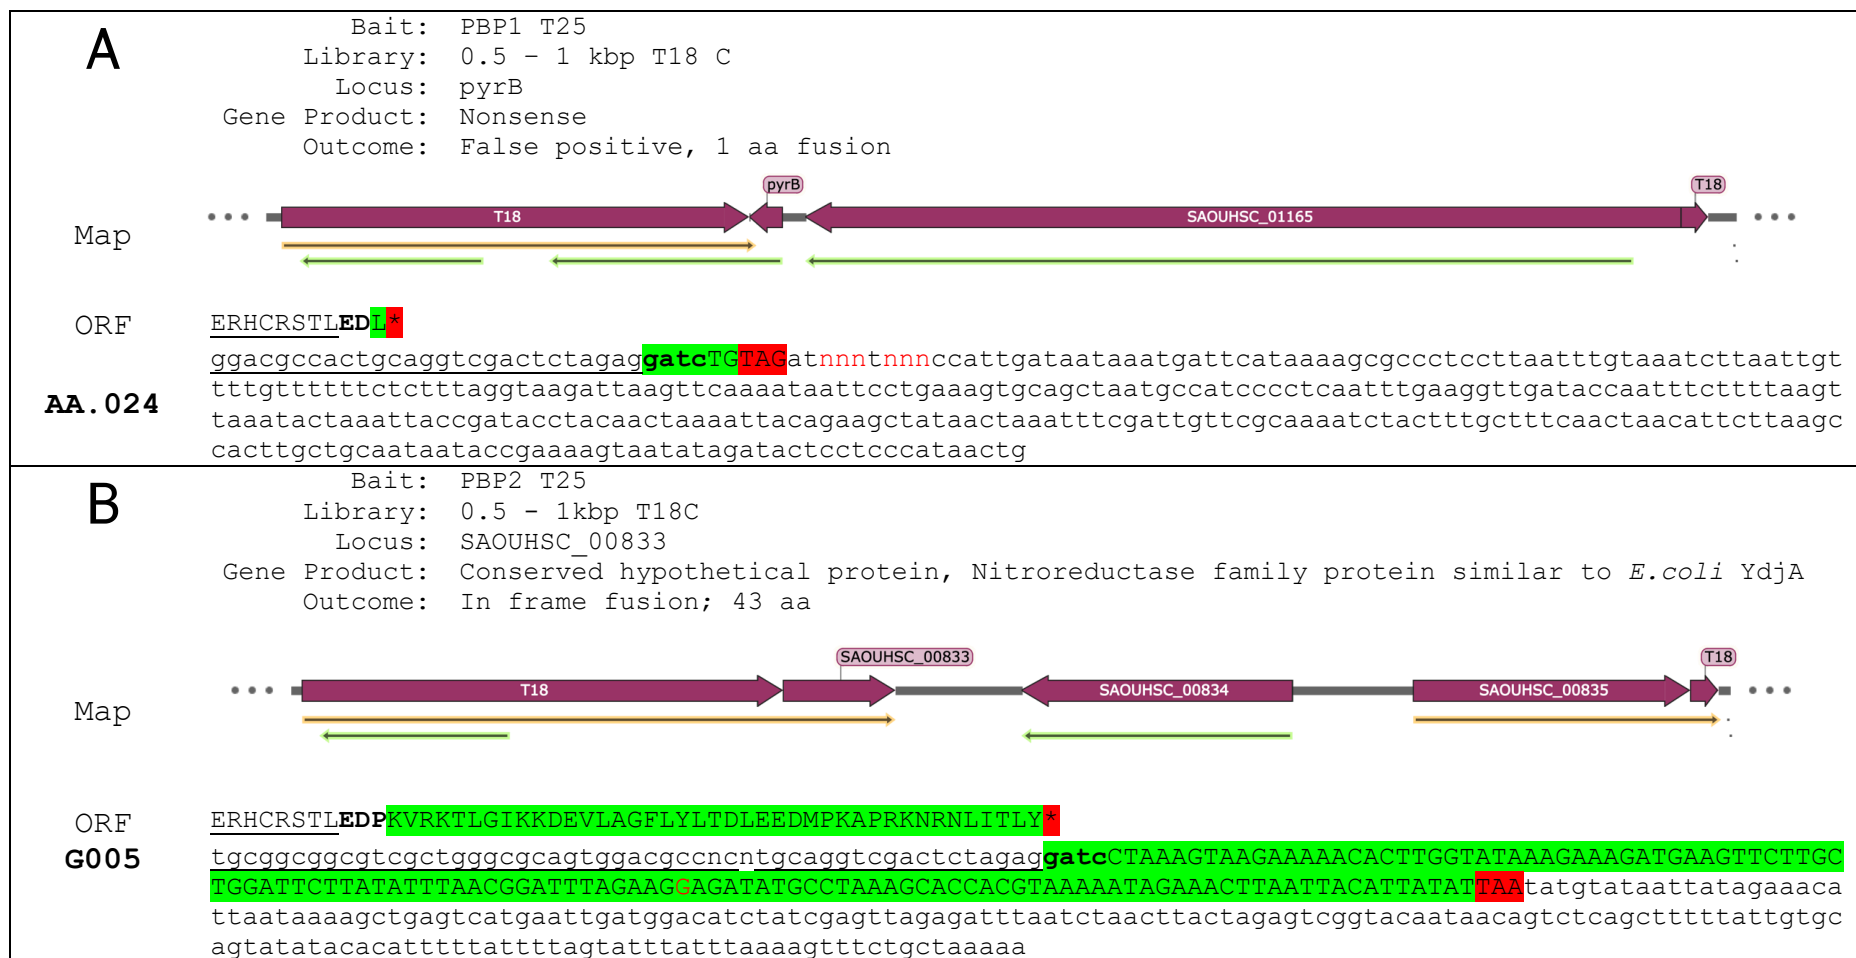 A
Bait: PBP1 T25
Library: 0.5 – 1 kbp T18 C
Locus: pyrB
Gene Product: Nonsense
Outcome: False positive, 1 aa fusion
Map
pyrB
T18
T18
SAOUHSC_01165
ORF
ERHCRSTLEDL*
AA.024
ggacgccactgcaggtcgactctagaggatcTGTAGatnnntnnnccattgataataaatgattcataaaagcgccctccttaatttgtaaatcttaattgt
tttgttttttctctttaggtaagattaagttcaaaataattcctgaaagtgcagctaatgccatcccctcaatttgaaggttgataccaatttcttttaagt
taaatactaaattaccgatacctacaactaaaattacagaagctataactaaatttcgattgttcgcaaaatctactttgctttcaactaacattcttaagc
cacttgctgcaataataccgaaaagtaatatagatactcctcccataactg
B
Bait: PBP2 T25
Library: 0.5 - 1kbp T18C
Locus: SAOUHSC_00833
Gene Product: Conserved hypothetical protein, Nitroreductase family protein similar to E.coli YdjA
Outcome: In frame fusion; 43 aa
Map
SAOUHSC_00833
T18
T18
SAOUHSC_00834
SAOUHSC_00835
ORF
ERHCRSTLEDPKVRKTLGIKKDEVLAGFLYLTDLEEDMPKAPRKNRNLITLY*
G005
tgcggcggcgtcgctgggcgcagtggacgccncntgcaggtcgactctagaggatcCTAAAGTAAGAAAAACACTTGGTATAAAGAAAGATGAAGTTCTTGC
TGGATTCTTATATTTAACGGATTTAGAAGGAGATATGCCTAAAGCACCACGTAAAAATAGAAACTTAATTACATTATATTAAtatgtataattatagaaaca
ttaataaaagctgagtcatgaattgatggacatctatcgagttagagatttaatctaacttactagagtcggtacaataacagtctcagctttttattgtgc
agtatatacacatttttattttagtatttatttaaaagtttctgctaaaaa